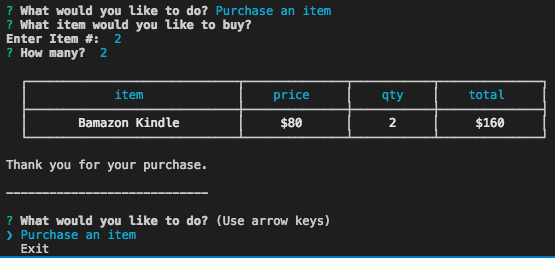 ? What would you like to do? Purchase an item
? What item would you like to buy?
Enter Item #:  2
? How many?  2
item price qty total
Bamazon Kindle $80 2 $160
Thank you for your purchase.
-----------------------------
? What would you like to do? (Use arrow keys)
❯ Purchase an item
Exit